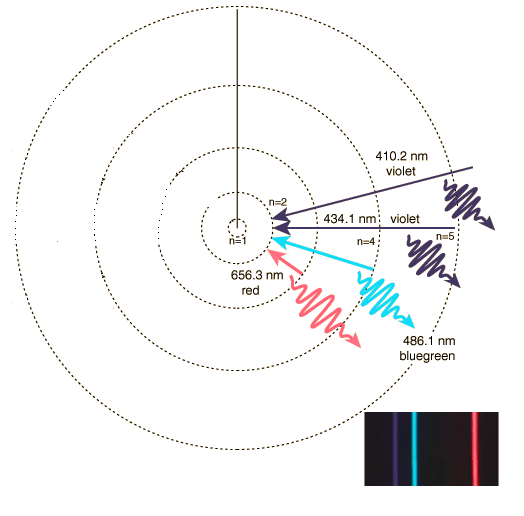 410.2 nm
violet
n=2
434.1 nm violet
n=1
n=4
n=5
656.3 nm
red
486.1 nm
bluegreen